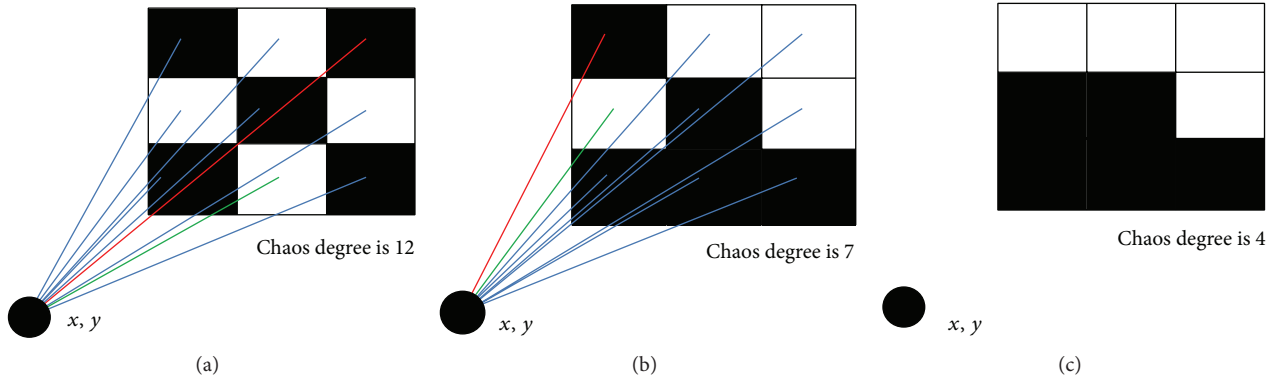 Chaos degree is 12
x, y
(a)
Chaos degree is 7
x, y
(b)
Chaos degree is 4
x, y
(c)